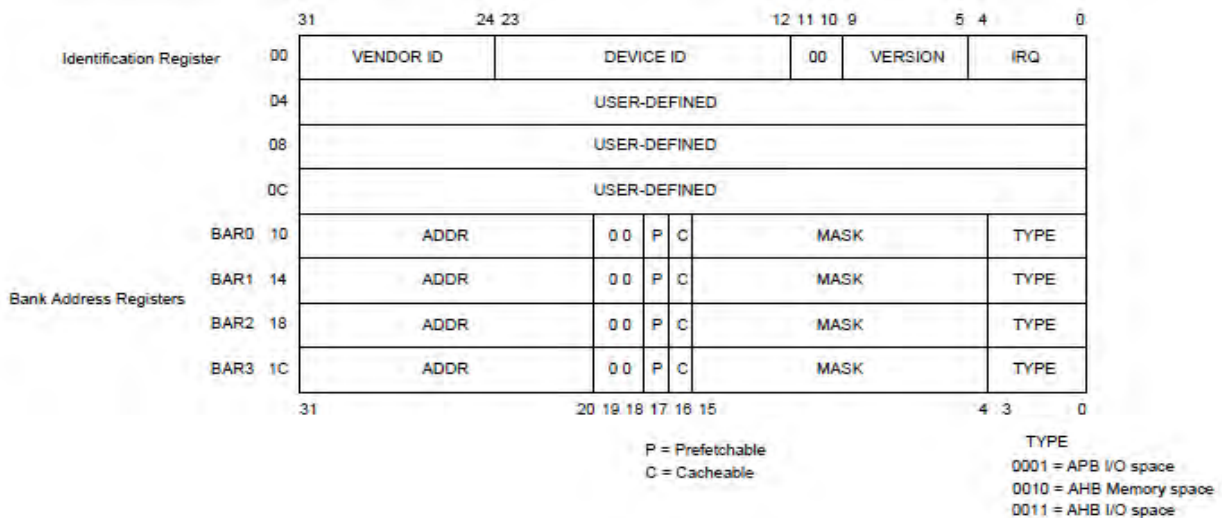 31 24 23 12 11 10 9 5 4 0
Identification Register 00 VENDOR ID DEVICE ID 00 VERSION IRQ
04 USER-DEFINED
08 USER-DEFINED
0C USER-DEFINED
BAR0 10 ADDR 0 0 P C MASK TYPE
BAR1 14 ADDR 0 0 P C MASK TYPE
Bank Address Registers
BAR2 18 ADDR 0 0 P C MASK TYPE
BAR3 1C ADDR 0 0 P C MASK TYPE
31 20 19 18 17 16 15 4 3 0
P = Prefetchable
C = Cacheable
TYPE
0001 = APB I/O space
0010 = AHB Memory space
0011 = AHB I/O space